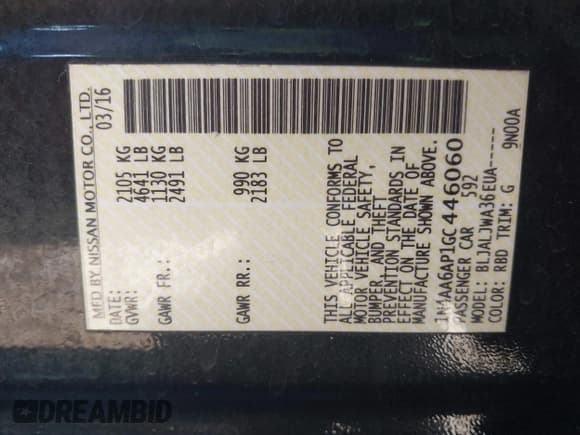 MFD BY NISSAN MOTOR CO., LTD.
DATE: 03/16
GVWR: 2105 KG
4641 LB
GAWR FR.: 1130 KG
2491 LB
GAWR RR.: 990 KG
2183 LB
THIS VEHICLE CONFORMS TO
ALL APPLICABLE FEDERAL
MOTOR VEHICLE SAFETY,
BUMPER, AND THEFT
PREVENTION STANDARDS IN
EFFECT ON THE DATE OF
MANUFACTURE SHOWN ABOVE.
1N4AA6AP1GC446060
PASSENGER CAR 592
MODEL: BLJALJWA36EUA-----
COLOR: RBD TRIM: G 9N00A
DREAMBID